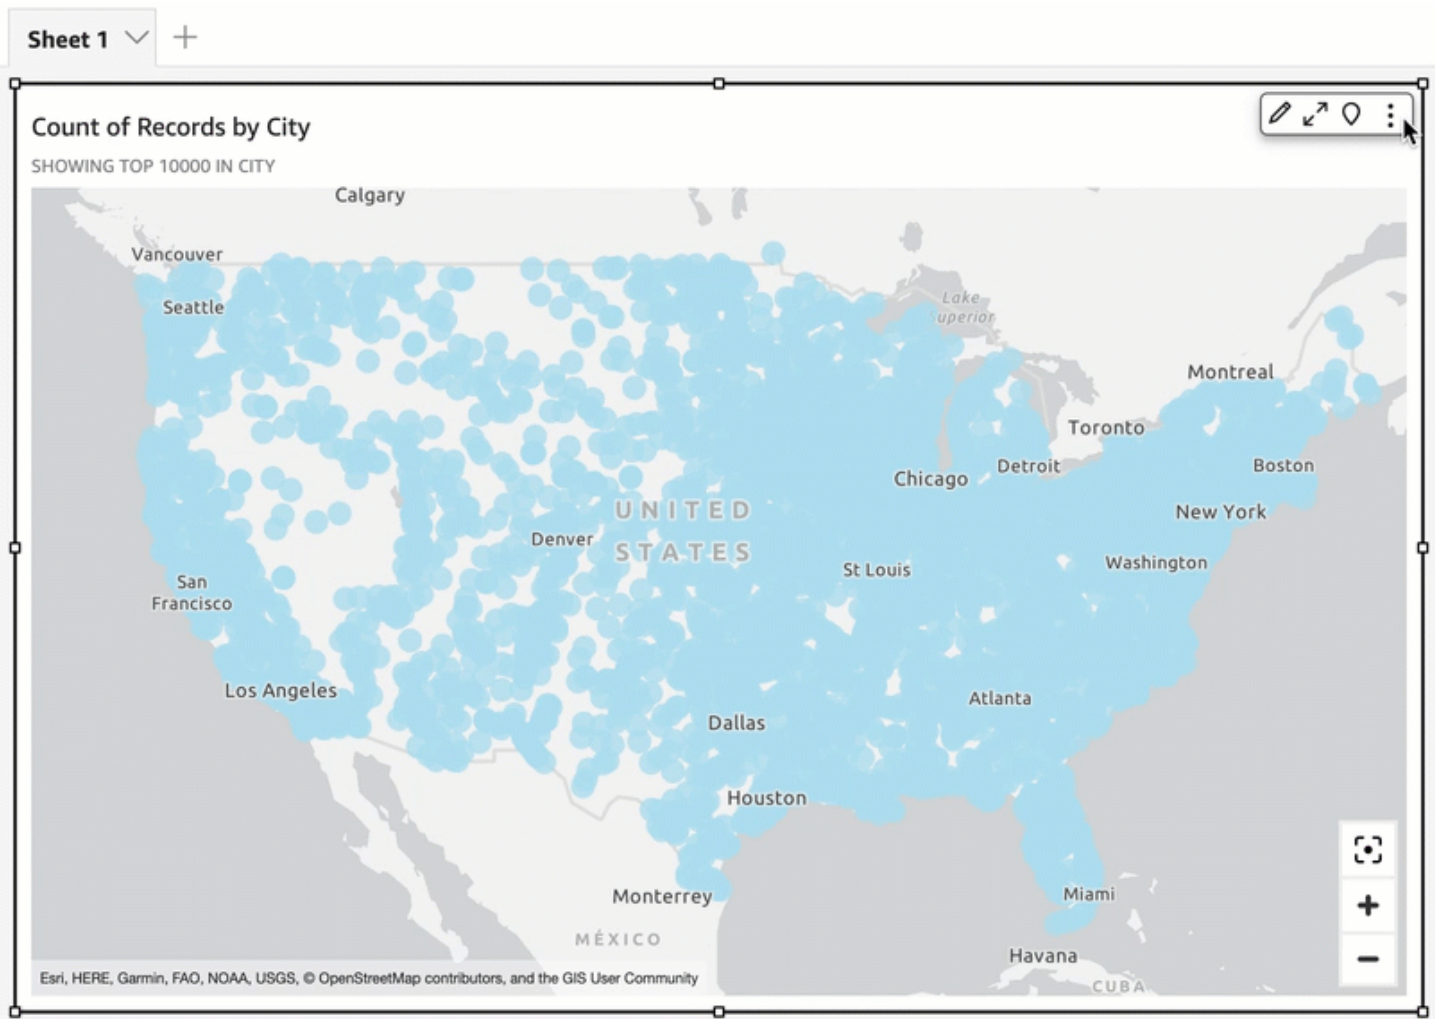 Sheet 1
Count of Records by City
SHOWING TOP 10000 IN CITY
Calgary
Vancouver
Seattle
Lake
Superior
Montreal
Toronto
Detroit
Boston
Chicago
New York
UNITED
STATES
Denver
Washington
St Louis
San
Francisco
Los Angeles
Atlanta
Dallas
Houston
Miami
Monterrey
MÉXICO
Havana
CUBA
Esri, HERE, Garmin, FAO, NOAA, USGS, © OpenStreetMap contributors, and the GIS User Community